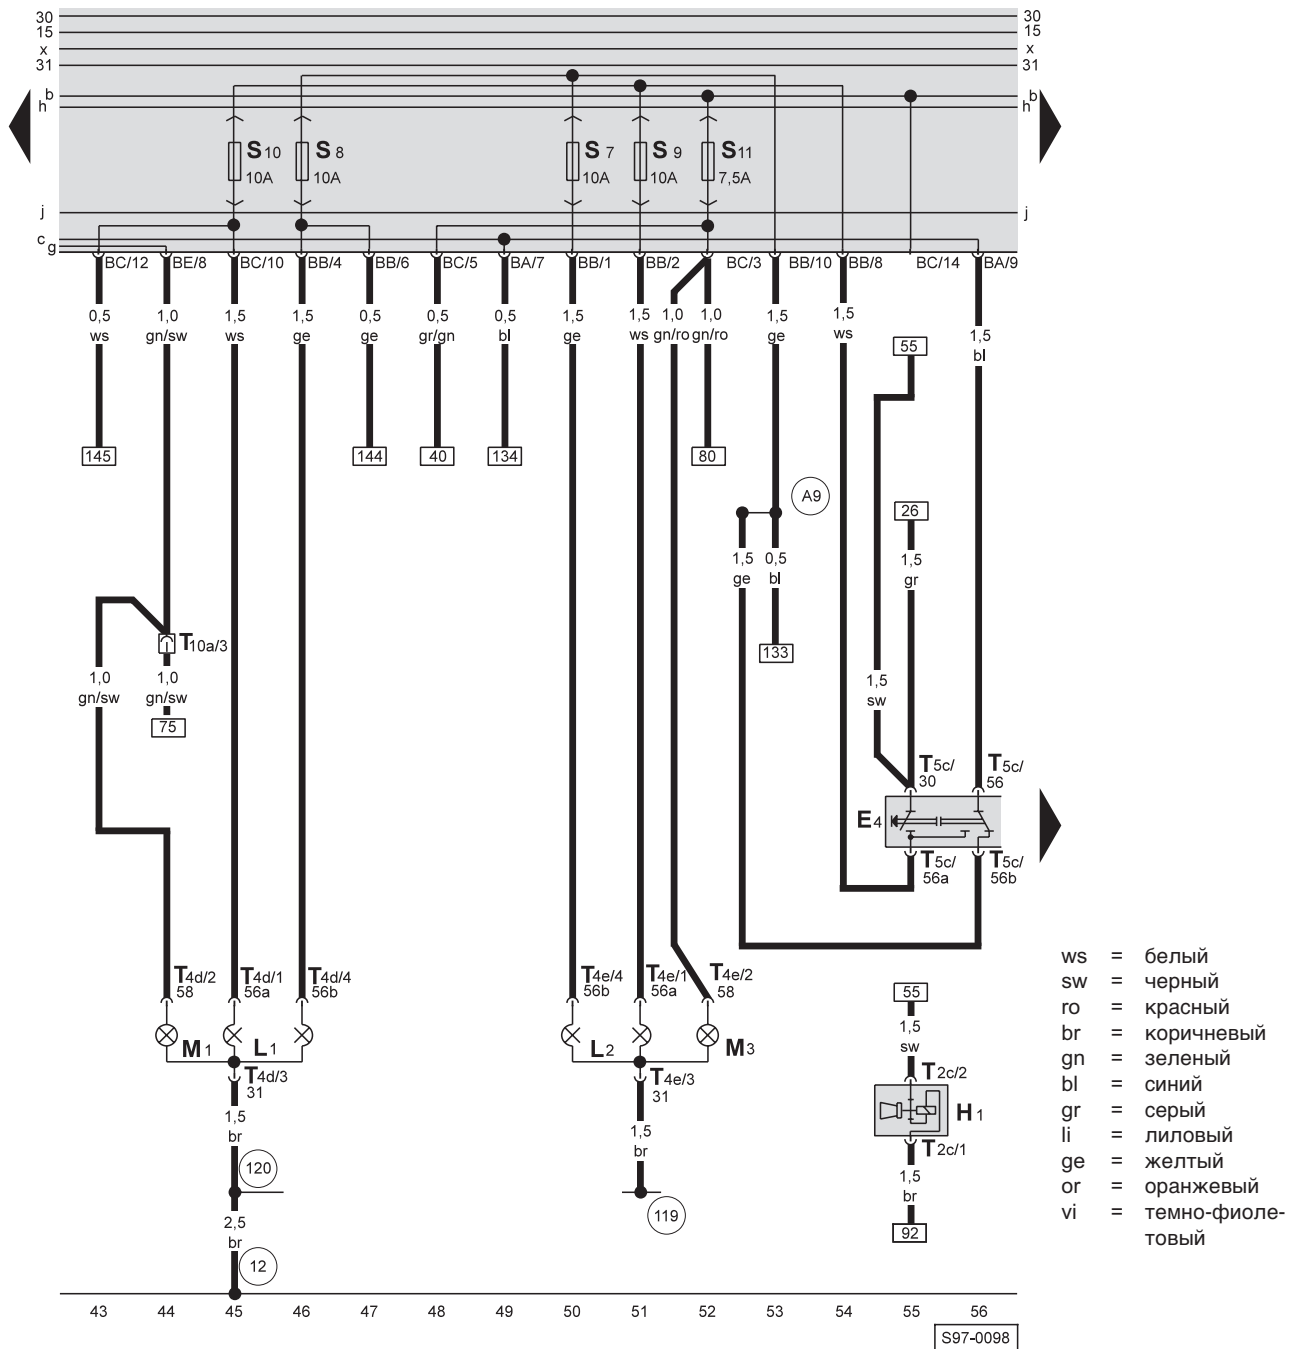 30 30
15 15
x x
31 31
b b
h h
S 10 S 8 S 7 S 9 S 11
10A 10A 10A 10A 7,5A
j j
c
g
BC/12 BE/8 BC/10 BB/4 BB/6 BC/5 BA/7 BB/1 BB/2 BC/3 BB/10 BB/8 BC/14 BA/9
0,5 1,0 1,5 1,5 0,5 0,5 0,5 1,5 1,5 1,0 1,0 1,5 1,5 1,5
ws gn/sw ws ge ge gr/gn bl ge ws gn/ro gn/ro ge ws bl
55
145 144 40 134 80
A9
26
1,5 0,5 1,5
ge bl gr
T10a/3
133
1,0 1,0 1,5
gn/sw gn/sw sw
75
T5c/ T5c/
30 56
E4
T5c/ T5c/
56a 56b
T4d/2 T4d/1 T4d/4 T4e/4 T4e/1 T4e/2
58 56a 56b 56b 56a 58
55
1,5
sw
M1 L1 L2 M3
T4d/3 T4e/3 T2c/2
31 31
H1
1,5 1,5 T2c/1
br br
1,5
br
120
119
92
2,5
br
12
43 44 45 46 47 48 49 50 51 52 53 54 55 56
S97-0098
ws = белый
sw = черный
ro = красный
br = коричневый
gn = зеленый
bl = синий
gr = серый
li = лиловый
ge = желтый
or = оранжевый
vi = темно-фиоле-
товый